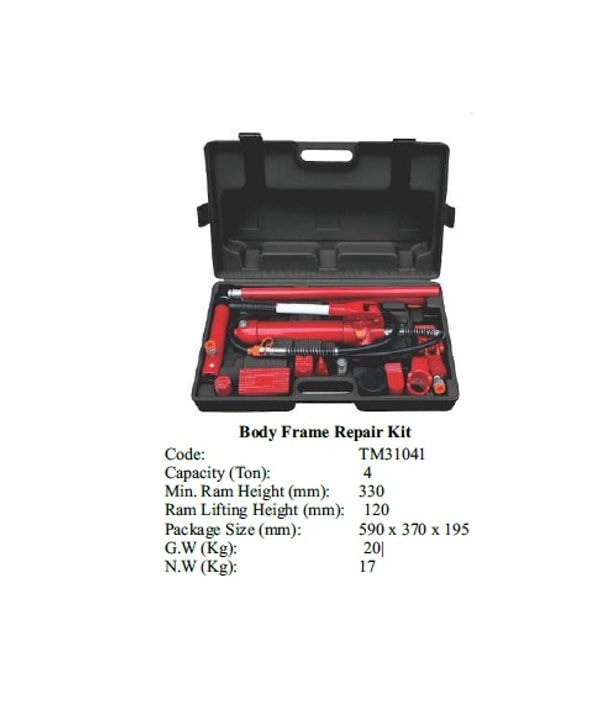 Body Frame Repair Kit
Code: TM31041
Capacity (Ton): 4
Min. Ram Height (mm): 330
Ram Lifting Height (mm): 120
Package Size (mm): 590 x 370 x 195
G.W (Kg): 20|
N.W (Kg): 17